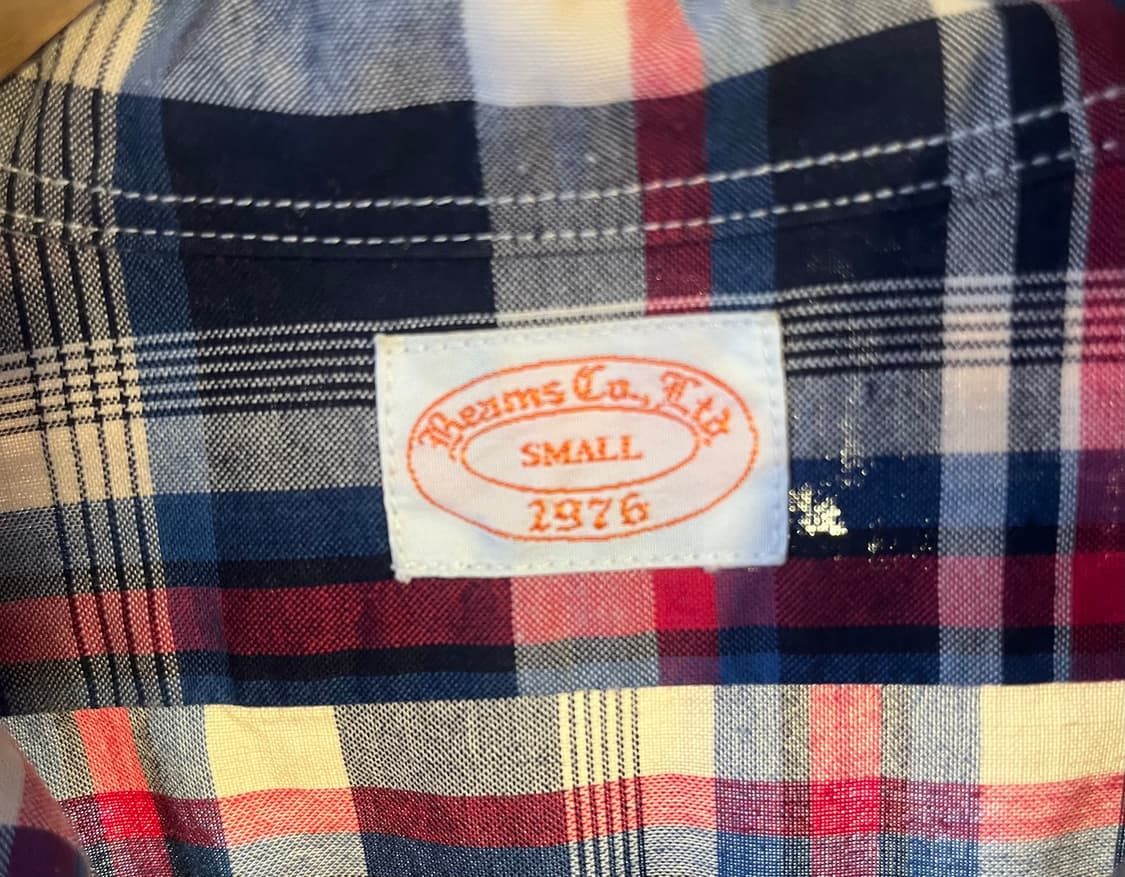 Beams Co., Ltd.
SMALL
1976